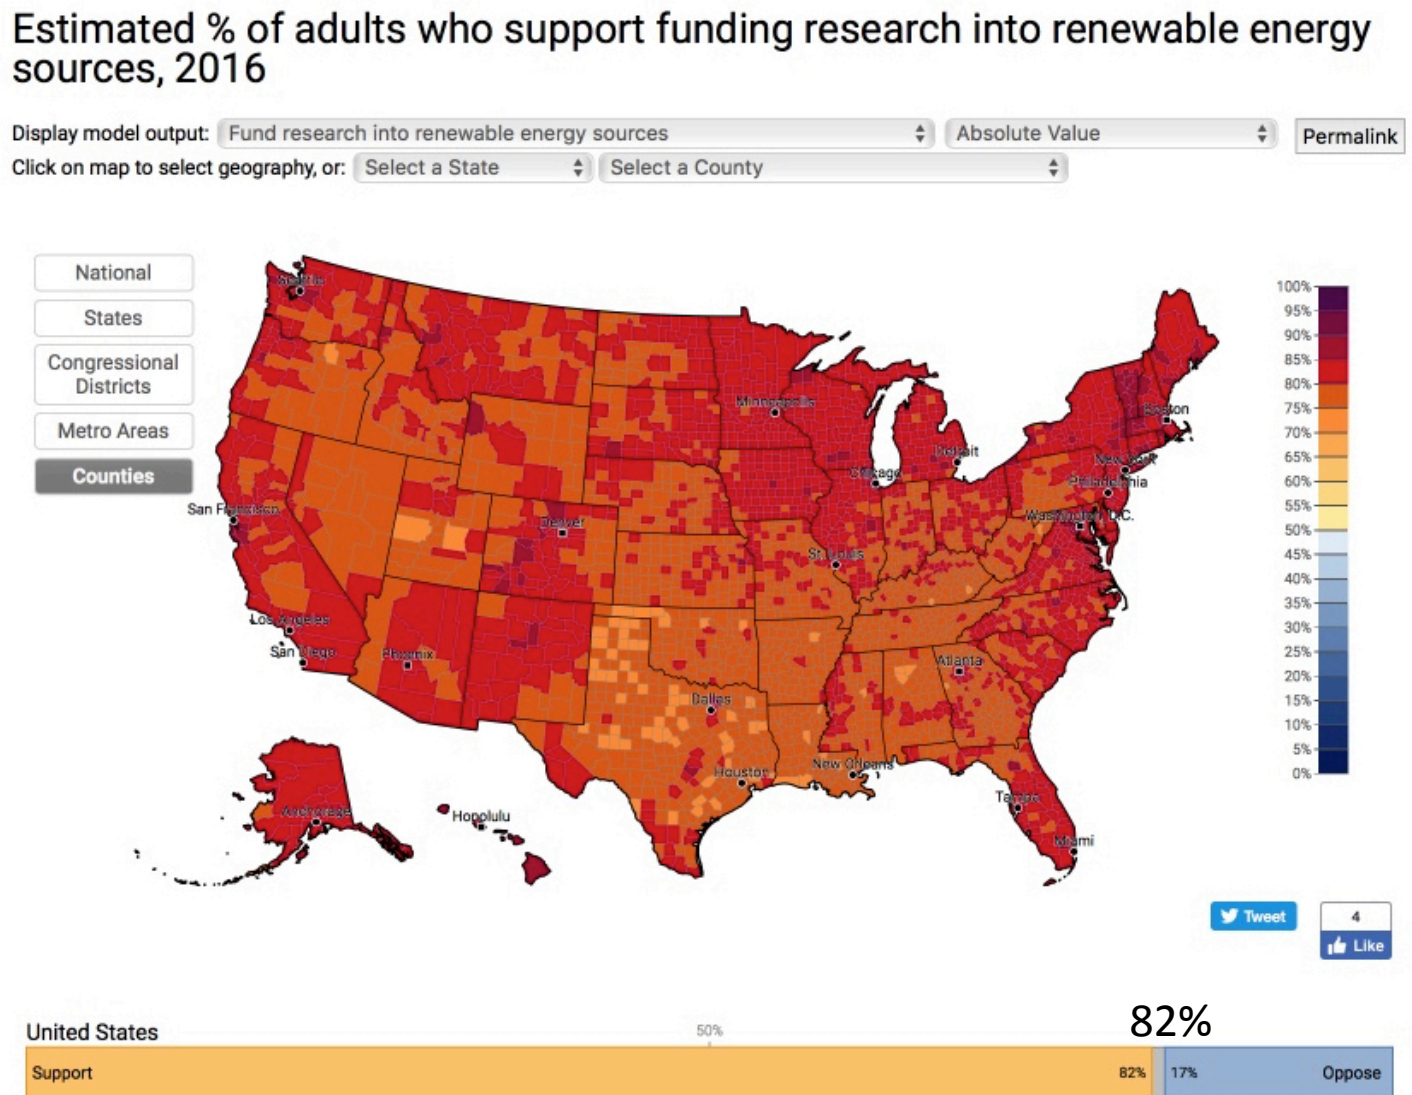 Estimated % of adults who support funding research into renewable energy
sources, 2016
Display model output: Fund research into renewable energy sources Absolute Value Permalink
Click on map to select geography, or: Select a State Select a County
National
States
Congressional
Districts
Metro Areas
Counties
Seattle
Minneapolis
Boston
Detroit
New York
Chicago
Philadelphia
San Francisco
Washington, D.C.
Denver
St. Louis
Los Angeles
San Diego
Phoenix
Atlanta
Dallas
New Orleans
Houston
Tampa
Anchorage
Honolulu
Miami
100%
95%
90%
85%
80%
75%
70%
65%
60%
55%
50%
45%
40%
35%
30%
25%
20%
15%
10%
5%
0%
Tweet
4
Like
82%
United States 50%
Support 82% 17% Oppose